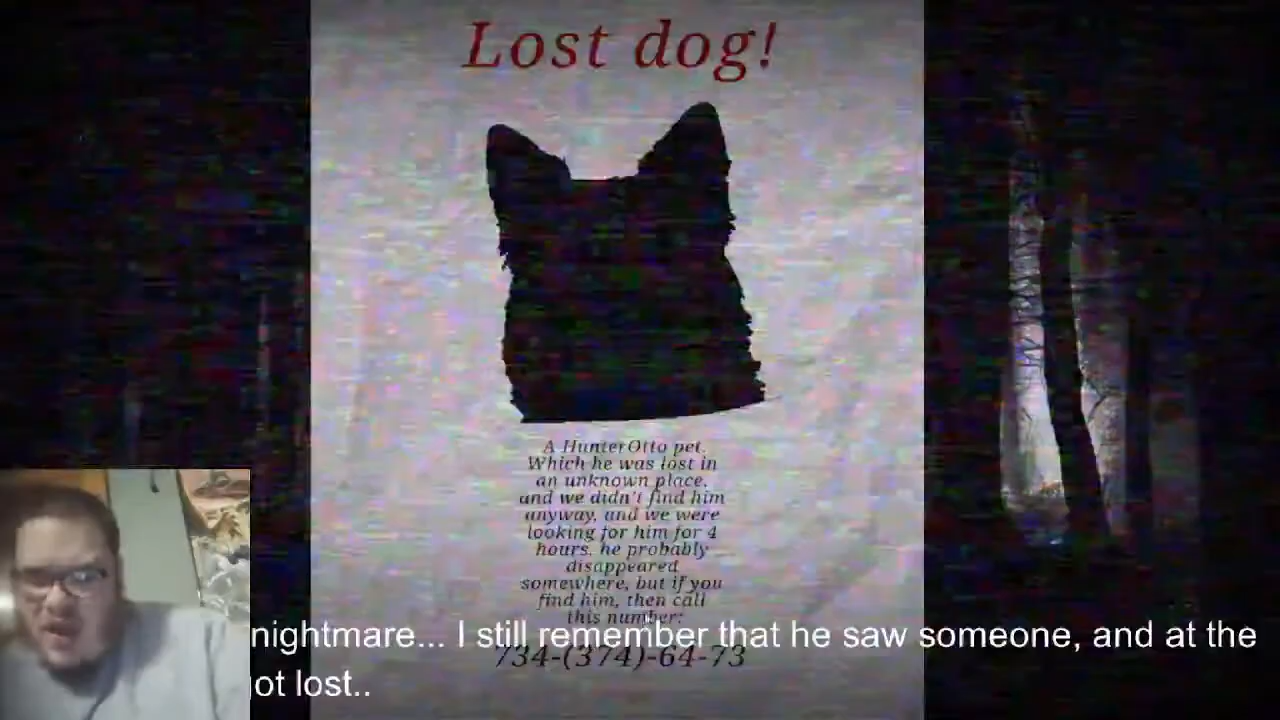 Lost dog!
A HunterOtto pet.
Which he was lost in
an unknown place.
and we didn't find him
anyway. and we were
looking for him for 4
hours. he probably
disappeared
somewhere, but if you
find him, then call
this number:
nightmare... I still remember that he saw someone, and at the
734-(374)-64-73
lost..